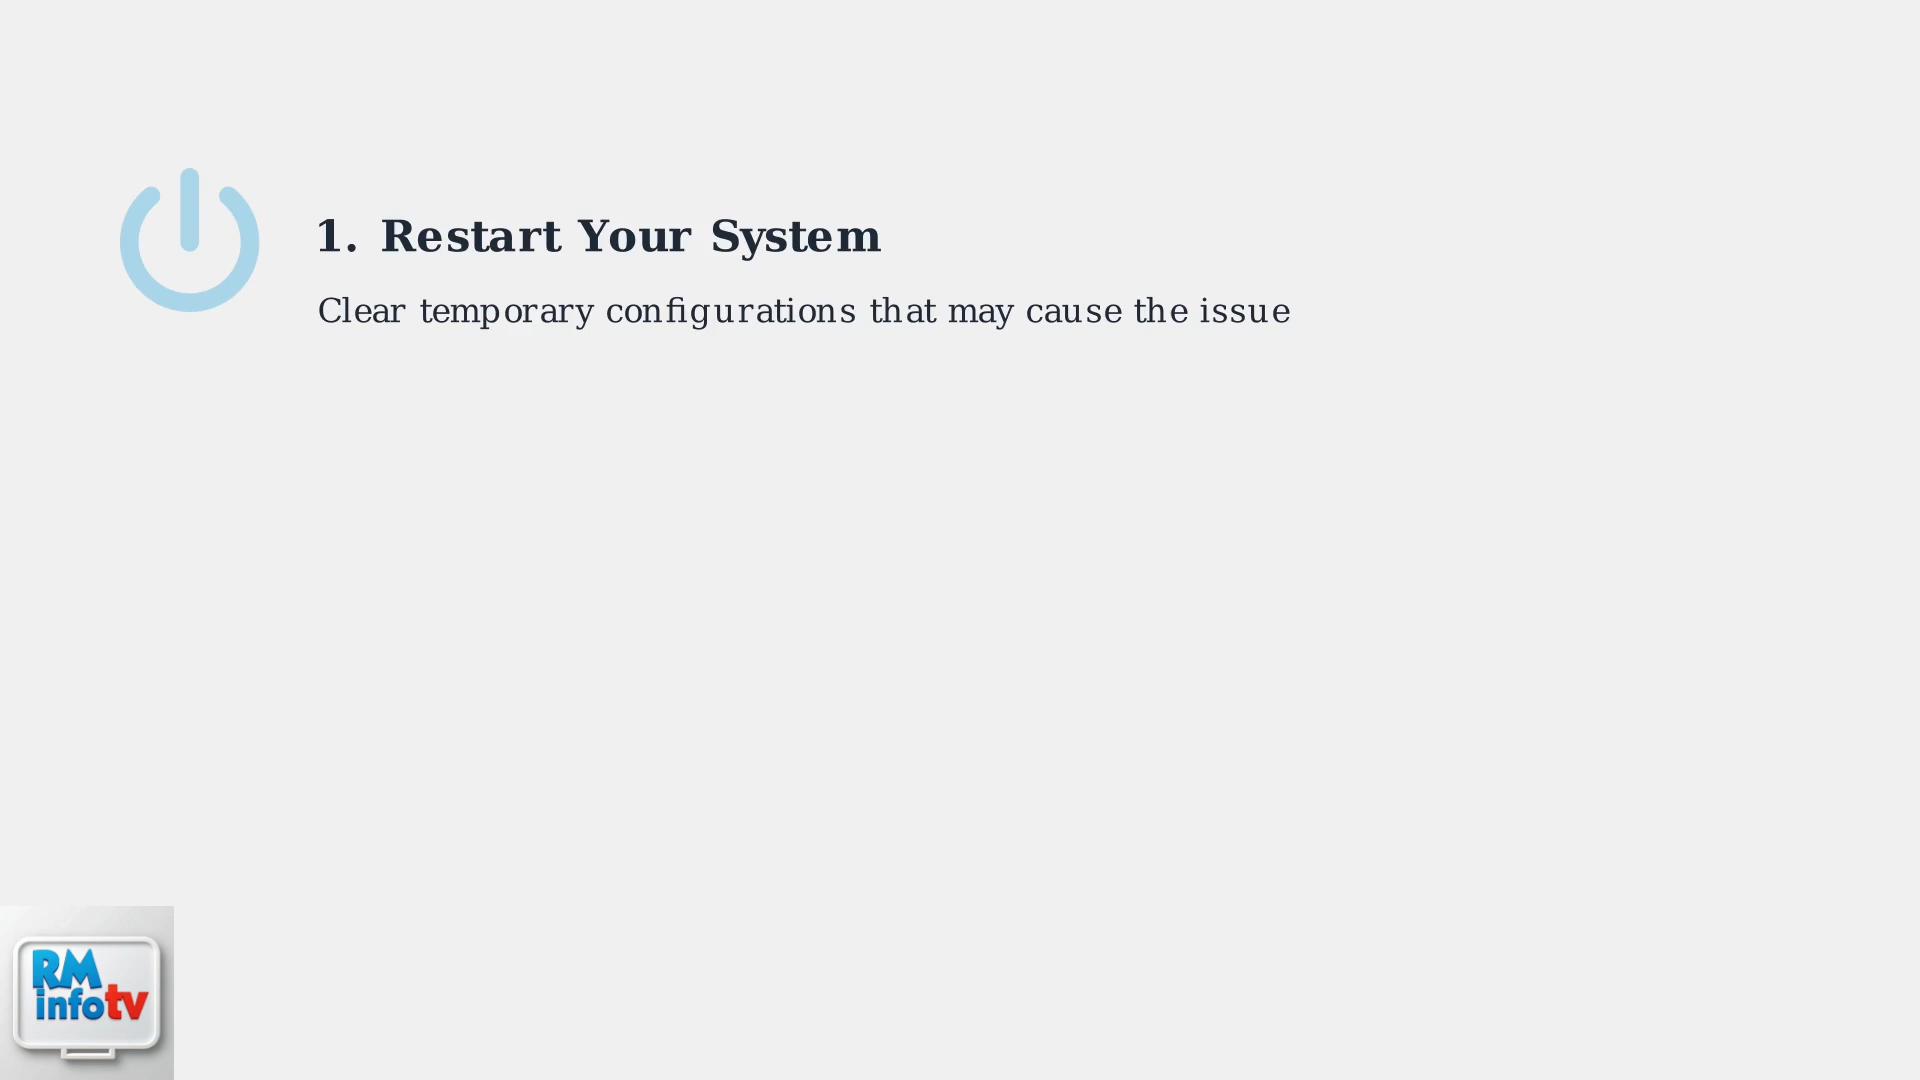 1. Restart Your System
Clear temporary configurations that may cause the issue
RM
infotv